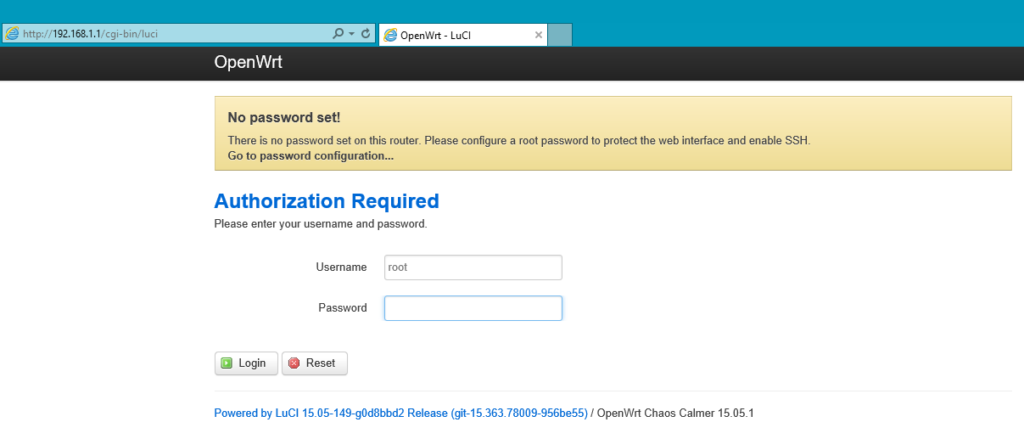 http://192.168.1.1/cgi-bin/luci
OpenWrt - LuCI
OpenWrt
No password set!
There is no password set on this router. Please configure a root password to protect the web interface and enable SSH.
Go to password configuration...
Authorization Required
Please enter your username and password.
Username root
Password
Login Reset
Powered by LuCI 15.05-149-g0d8bbd2 Release (git-15.363.78009-956be55) / OpenWrt Chaos Calmer 15.05.1